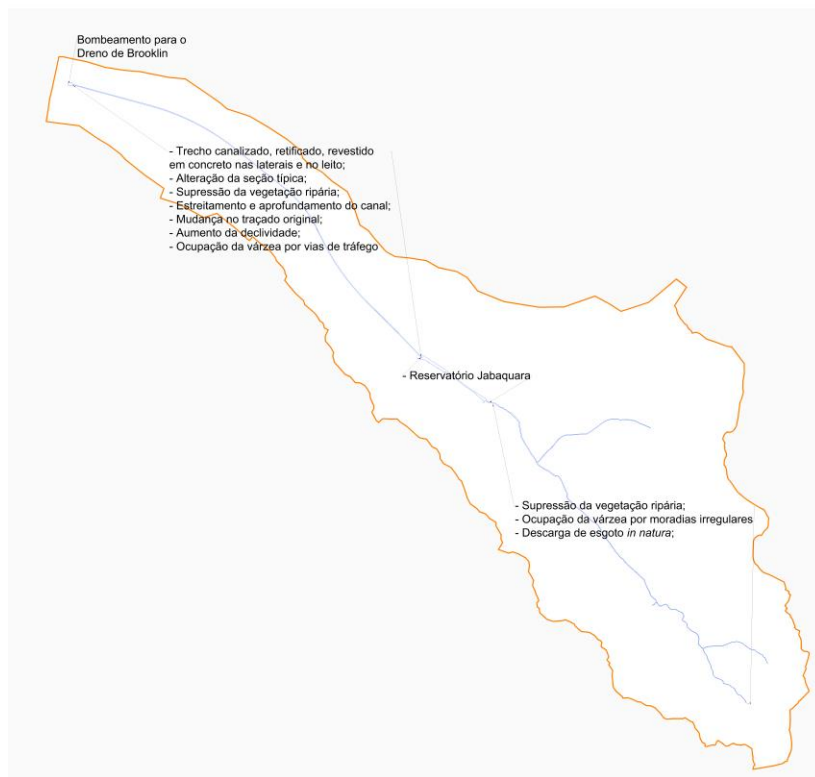 Bombeamento para o
Dreno de Brooklin
- Trecho canalizado, retificado, revestido
em concreto nas laterais e no leito;
- Alteração da seção típica;
- Supressão da vegetação ripária;
- Estreitamento e aprofundamento do canal;
- Mudança no traçado original;
- Aumento da declividade;
- Ocupação da várzea por vias de tráfego
- Reservatório Jabaquara
- Supressão da vegetação ripária;
- Ocupação da várzea por moradias irregulares
- Descarga de esgoto in natura;